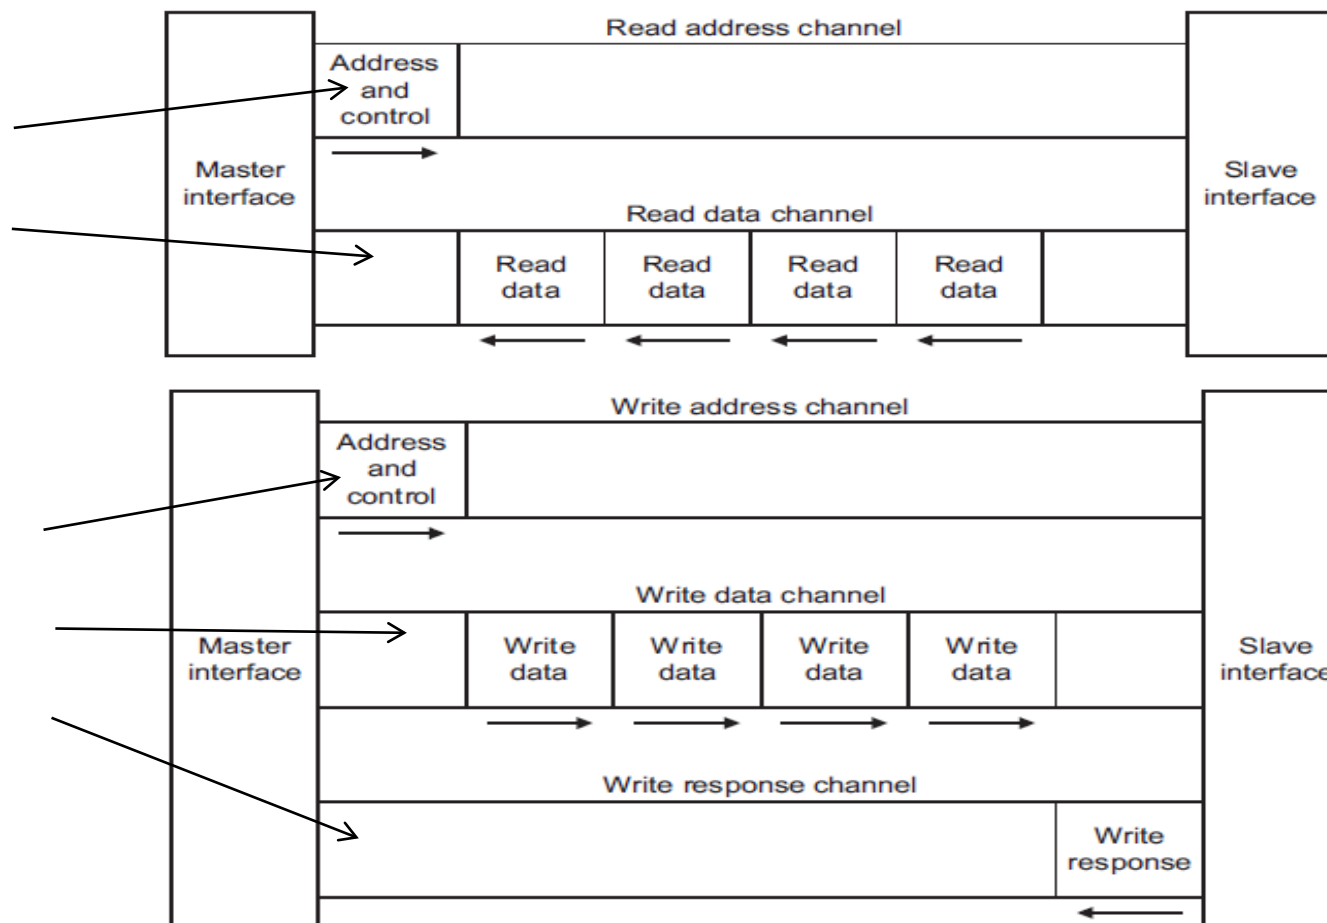 Read address channel
Address
and
control
Master
interface
Slave
interface
Read data channel
Read
data
Read
data
Read
data
Read
data
Write address channel
Address
and
control
Write data channel
Master
interface
Write
data
Write
data
Write
data
Write
data
Slave
interface
Write response channel
Write
response